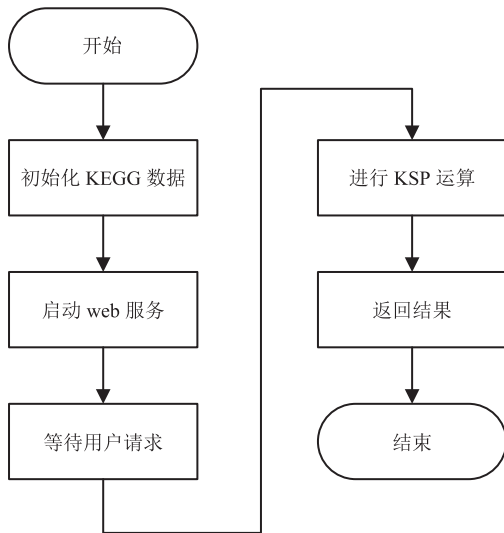 开始
初始化 KEGG 数据
启动 web 服务
等待用户请求
进行 KSP 运算
返回结果
结束